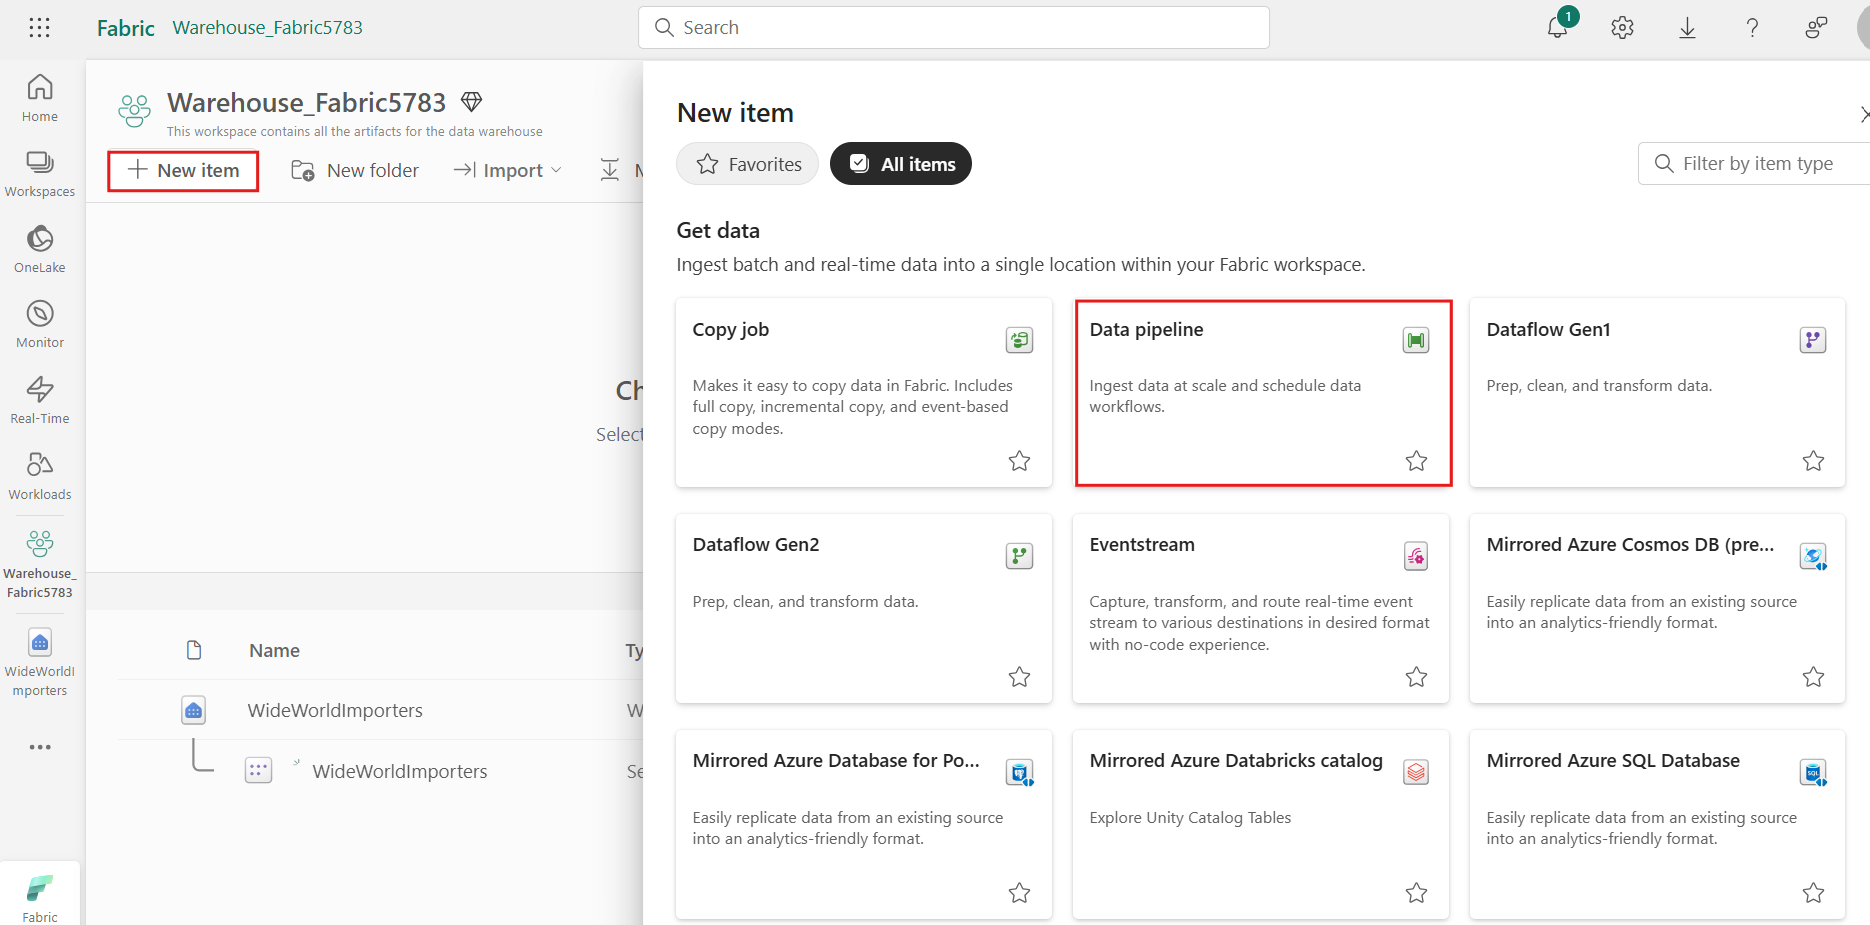 Fabric Warehouse_Fabric5783
Search
1
Home
Workspaces
OneLake
Monitor
Real-Time
Workloads
Warehouse_
Fabric5783
WideWorldI
mporters
Fabric
Warehouse_Fabric5783
This workspace contains all the artifacts for the data warehouse
New item
New folder
Import
M
Ch
Select
Name
Ty
WideWorldImporters
W
WideWorldImporters
Se
New item
Favorites
All items
Filter by item type
Get data
Ingest batch and real-time data into a single location within your Fabric workspace.
Copy job
Makes it easy to copy data in Fabric. Includes
full copy, incremental copy, and event-based
copy modes.
Data pipeline
Ingest data at scale and schedule data
workflows.
Dataflow Gen1
Prep, clean, and transform data.
Dataflow Gen2
Prep, clean, and transform data.
Eventstream
Capture, transform, and route real-time event
stream to various destinations in desired format
with no-code experience.
Mirrored Azure Cosmos DB (pre...
Easily replicate data from an existing source
into an analytics-friendly format.
Mirrored Azure Database for Po...
Easily replicate data from an existing source
into an analytics-friendly format.
Mirrored Azure Databricks catalog
Explore Unity Catalog Tables
Mirrored Azure SQL Database
SQL
Easily replicate data from an existing source
into an analytics-friendly format.